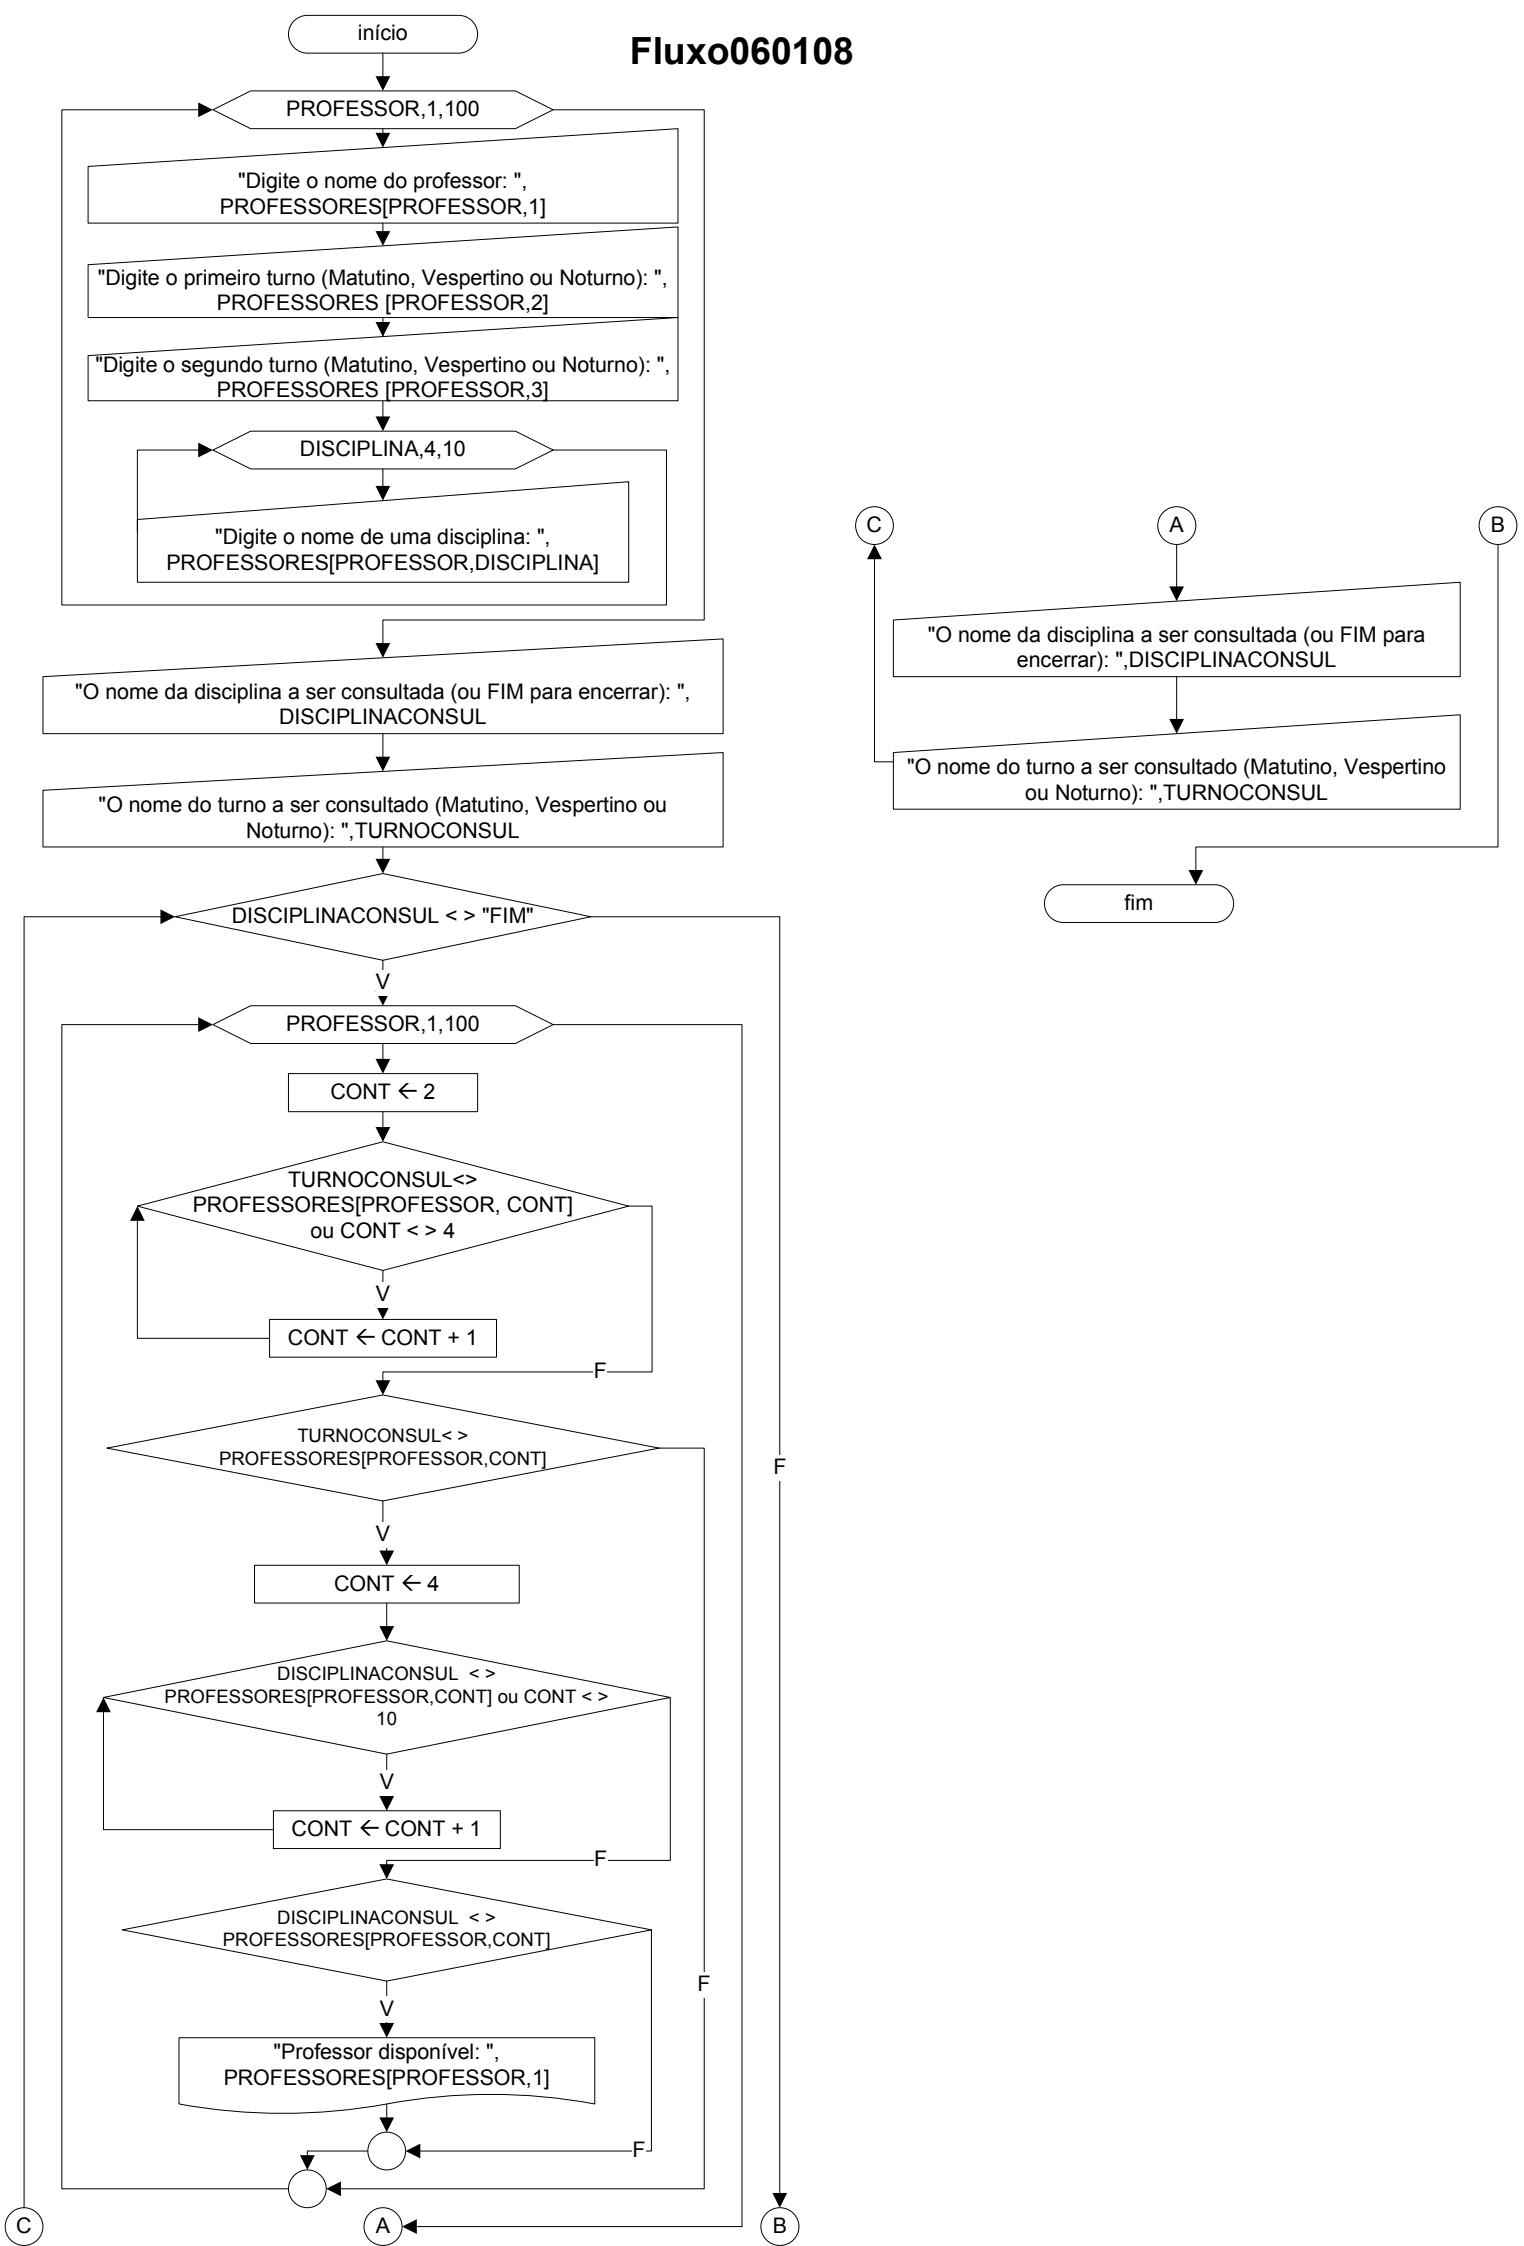 início
Fluxo060108
PROFESSOR,1,100
"Digite o nome do professor: ",
PROFESSORES[PROFESSOR,1]
"Digite o primeiro turno (Matutino, Vespertino ou Noturno): ",
PROFESSORES [PROFESSOR,2]
"Digite o segundo turno (Matutino, Vespertino ou Noturno): ",
PROFESSORES [PROFESSOR,3]
DISCIPLINA,4,10
"Digite o nome de uma disciplina: ",
PROFESSORES[PROFESSOR,DISCIPLINA]
"O nome da disciplina a ser consultada (ou FIM para encerrar): ",
DISCIPLINACONSUL
"O nome do turno a ser consultado (Matutino, Vespertino ou
Noturno): ",TURNOCONSUL
DISCIPLINACONSUL < > "FIM"
V
PROFESSOR,1,100
CONT ← 2
TURNOCONSUL<>
PROFESSORES[PROFESSOR, CONT]
ou CONT < > 4
V
CONT ← CONT + 1
F
TURNOCONSUL< >
PROFESSORES[PROFESSOR,CONT]
F
V
CONT ← 4
DISCIPLINACONSUL < >
PROFESSORES[PROFESSOR,CONT] ou CONT < >
10
V
CONT ← CONT + 1
F
DISCIPLINACONSUL < >
PROFESSORES[PROFESSOR,CONT]
F
V
"Professor disponível: ",
PROFESSORES[PROFESSOR,1]
F
C
A
B
C
A
B
"O nome da disciplina a ser consultada (ou FIM para
encerrar): ",DISCIPLINACONSUL
"O nome do turno a ser consultado (Matutino, Vespertino
ou Noturno): ",TURNOCONSUL
fim